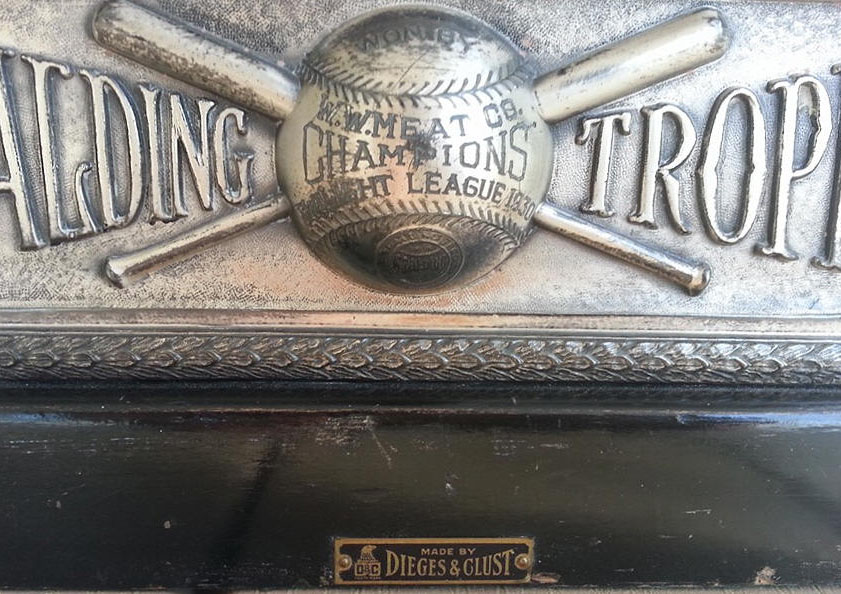 WON BY
W.W.MEAT CO.
CHAMPIONS
LEAGUE 1930
ALDING TROP
MADE BY
DIEGES & CLUST
D&C